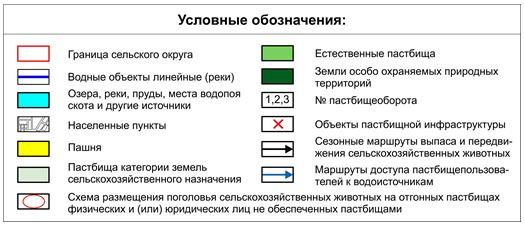 Условные обозначения:
Граница сельского округа
Водные объекты линейные (реки)
Озера, реки, пруды, места водопоя
скота и другие источники
Населенные пункты
Пашня
Пастбища категории земель
сельскохозяйственного назначения
Естественные пастбища
Земли особо охраняемых природных
территорий
1,2,3 № пастбищеоборота
Объекты пастбищной инфраструктуры
Сезонные маршруты выпаса и передви-
жения сельскохозяйственных животных
Маршруты доступа пастбищепользова-
телей к водоисточникам
Схема размещения поголовья сельскохозяйственных животных на отгонных пастбищах
физических и (или) юридических лиц не обеспеченных пастбищами